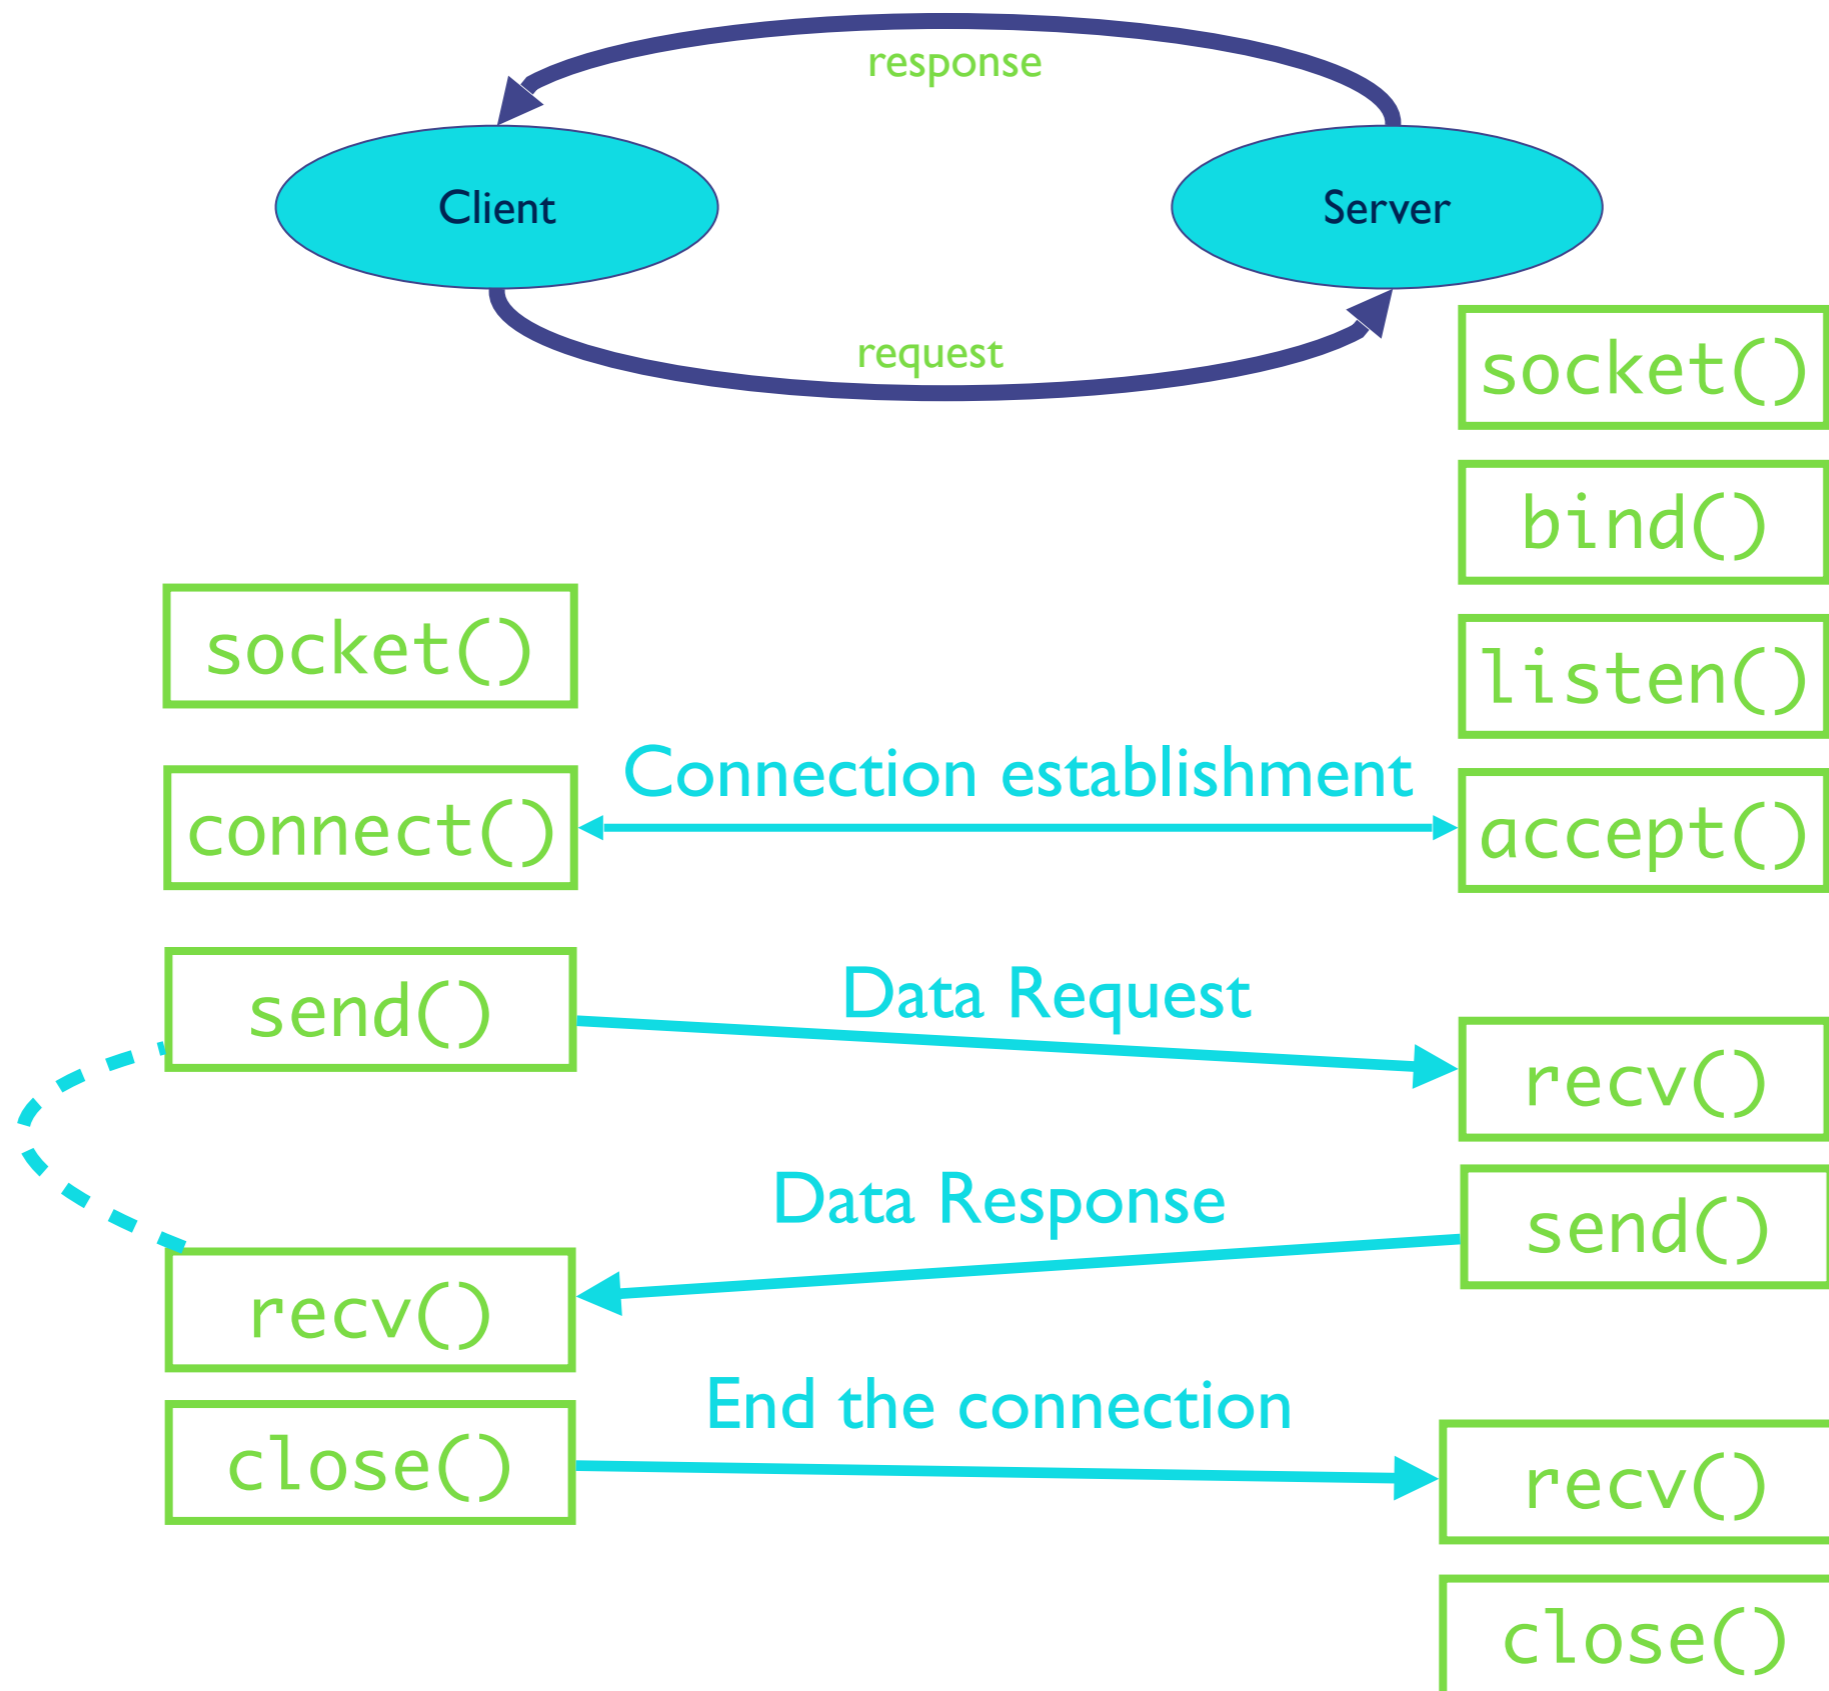 response
Client
Server
request
socket()
bind()
socket()
listen()
Connection establishment
connect()
accept()
send()
Data Request
recv()
Data Response
send()
recv()
End the connection
close()
recv()
close()